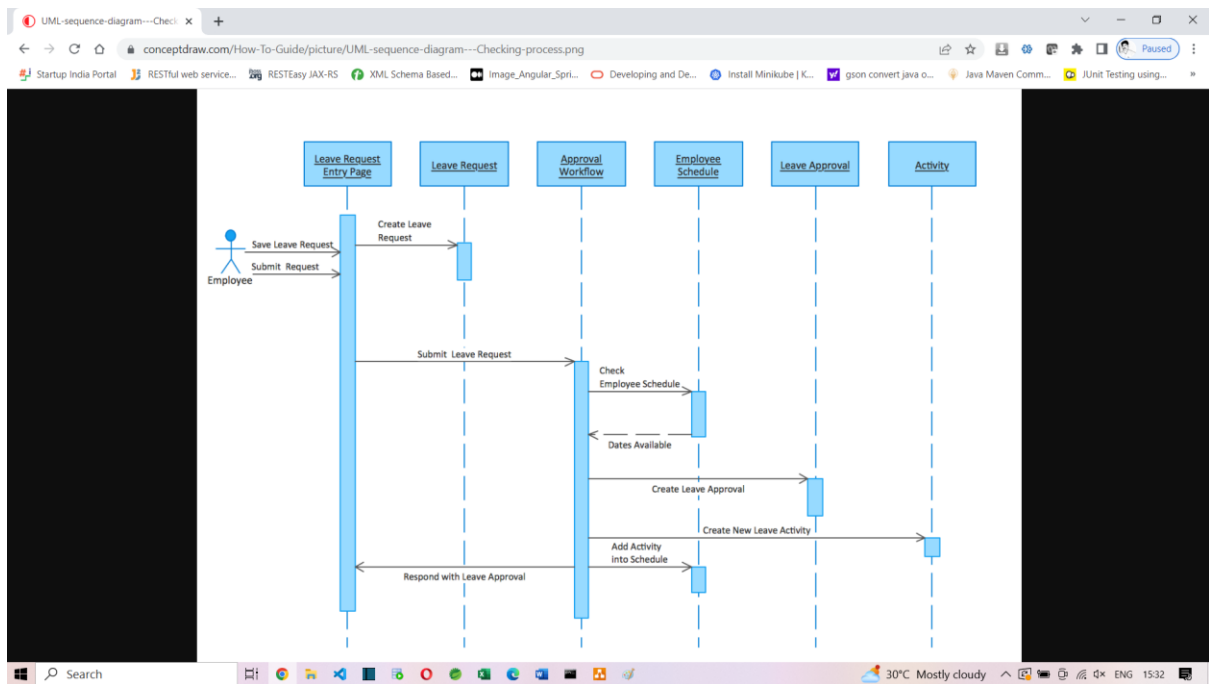 UML-sequence-diagram---Check
conceptdraw.com/How-To-Guide/picture/UML-sequence-diagram---Checking-process.png
Paused
Startup India Portal
RESTful web service...
RESTEasy JAX-RS
XML Schema Based...
Image_Angular_Spri...
Developing and De...
Install Minikube | K...
gson convert java o...
Java Maven Comm...
JUnit Testing using...
Leave Request
Entry Page
Leave Request
Approval
Workflow
Employee
Schedule
Leave Approval
Activity
Create Leave
Request
Save Leave Request
Submit Request
Employee
Submit Leave Request
Check
Employee Schedule
Dates Available
Create Leave Approval
Create New Leave Activity
Add Activity
into Schedule
Respond with Leave Approval
Search
30°C Mostly cloudy
ENG
15:32